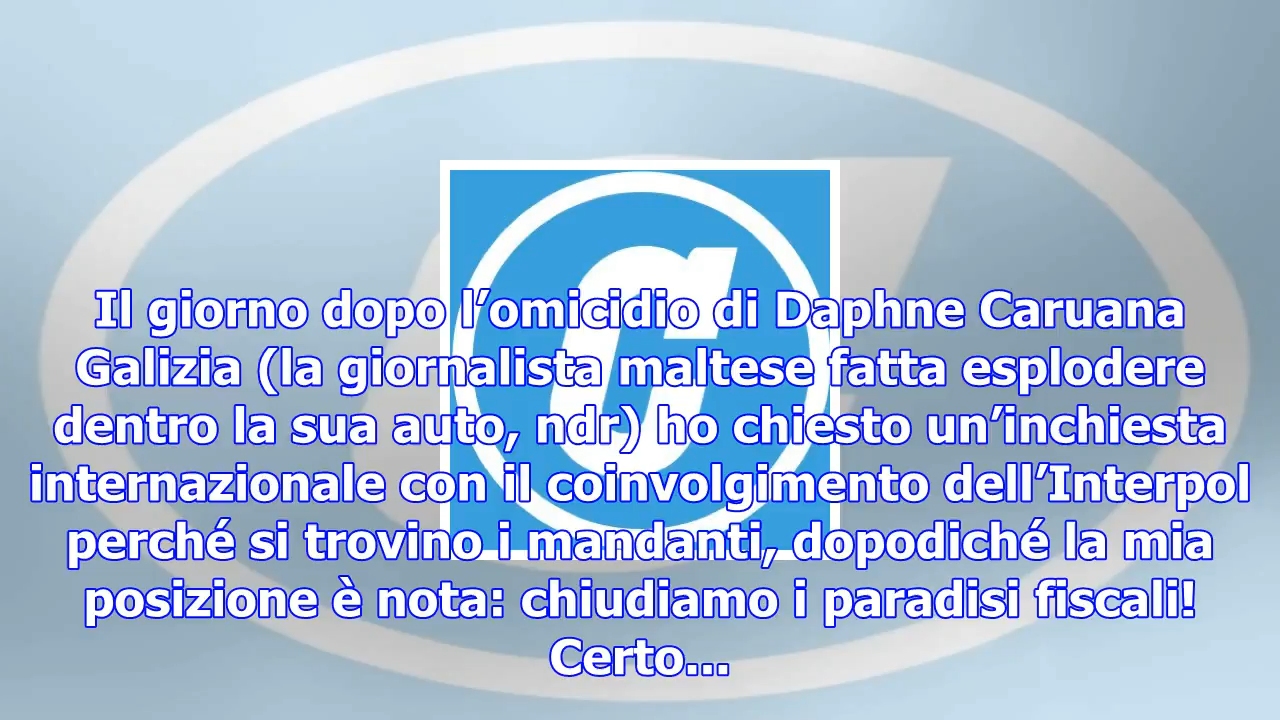 Il giorno dopo l’omicidio di Daphne Caruana
Galizia (la giornalista maltese fatta esplodere
dentro la sua auto, ndr) ho chiesto un’inchiesta
internazionale con il coinvolgimento dell’Interpol
perché si trovino i mandanti, dopodiché la mia
posizione è nota: chiudiamo i paradisi fiscali!
Certo...